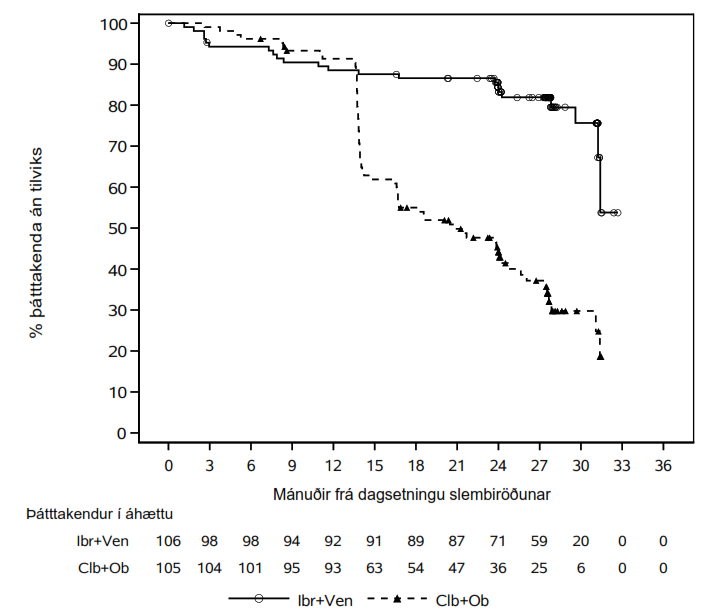 100
90
80
70
60
50
40
30
20
10
0
% þátttakenda án tilviks
0 3 6 9 12 15 18 21 24 27 30 33 36
Mánuðir frá dagsetningu slembiröðunar
Þátttakendur í áhættu
Ibr+Ven 106 98 98 94 92 91 89 87 71 59 20 0 0
Clb+Ob 105 104 101 95 93 63 54 47 36 25 6 0 0
Ibr+Ven Clb+Ob